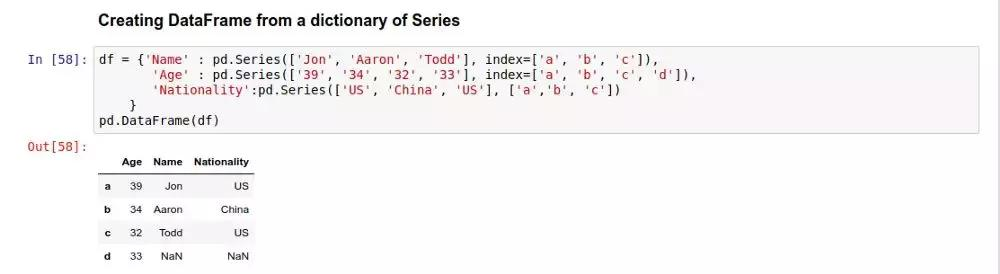 Creating DataFrame from a dictionary of Series
In [58]: df = {'Name' : pd.Series(['Jon', 'Aaron', 'Todd'], index=['a', 'b', 'c']),
'Age' : pd.Series(['39', '34', '32', '33'], index=['a', 'b', 'c', 'd']),
'Nationality':pd.Series(['US', 'China', 'US'], ['a','b', 'c'])
}
pd.DataFrame(df)
Out[58]:
Age Name Nationality
a 39 Jon US
b 34 Aaron China
c 32 Todd US
d 33 NaN NaN